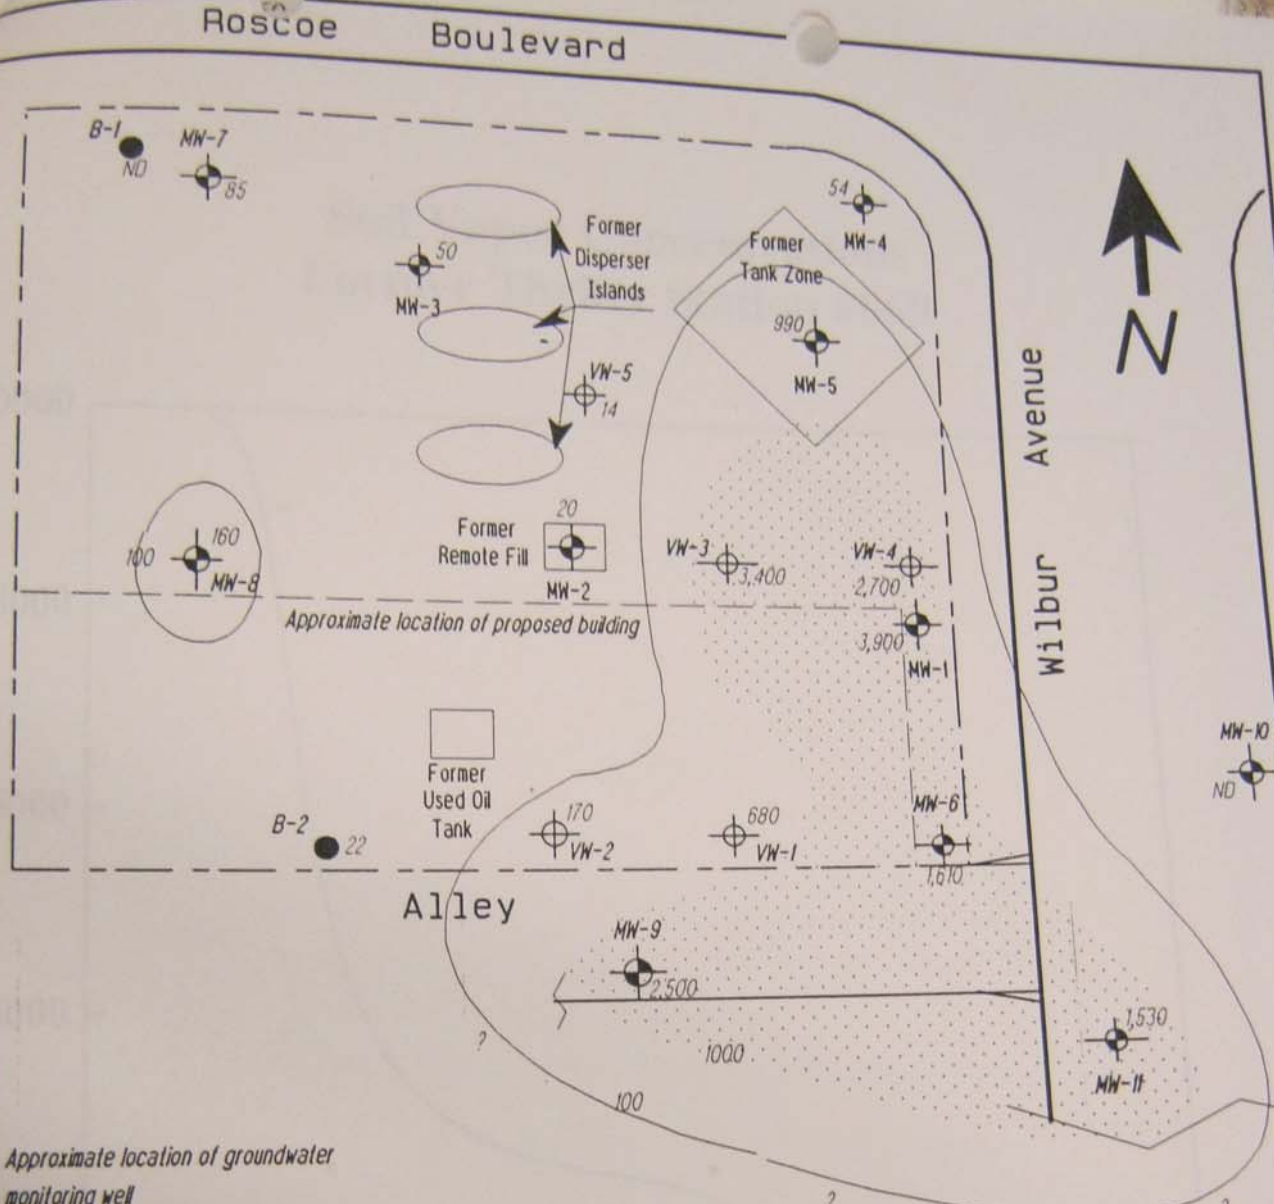 Roscoe Boulevard
B-1
ND
MW-7
85
50
MW-3
Former
Disperser
Islands
54
MW-4
Former
Tank Zone
990
MW-5
VW-5
14
N
Wilbur Avenue
100
160
MW-8
Former
Remote Fill
20
MW-2
VW-3
3,400
VW-4
2,700
3,900
MW-1
Approximate location of proposed building
Former
Used Oil
Tank
MW-10
ND
B-2
22
170
VW-2
680
VW-1
MW-6
1,610
Alley
MW-9
2,500
?
1000
100
1,530
MW-11
?
?
Approximate location of groundwater
monitoring well